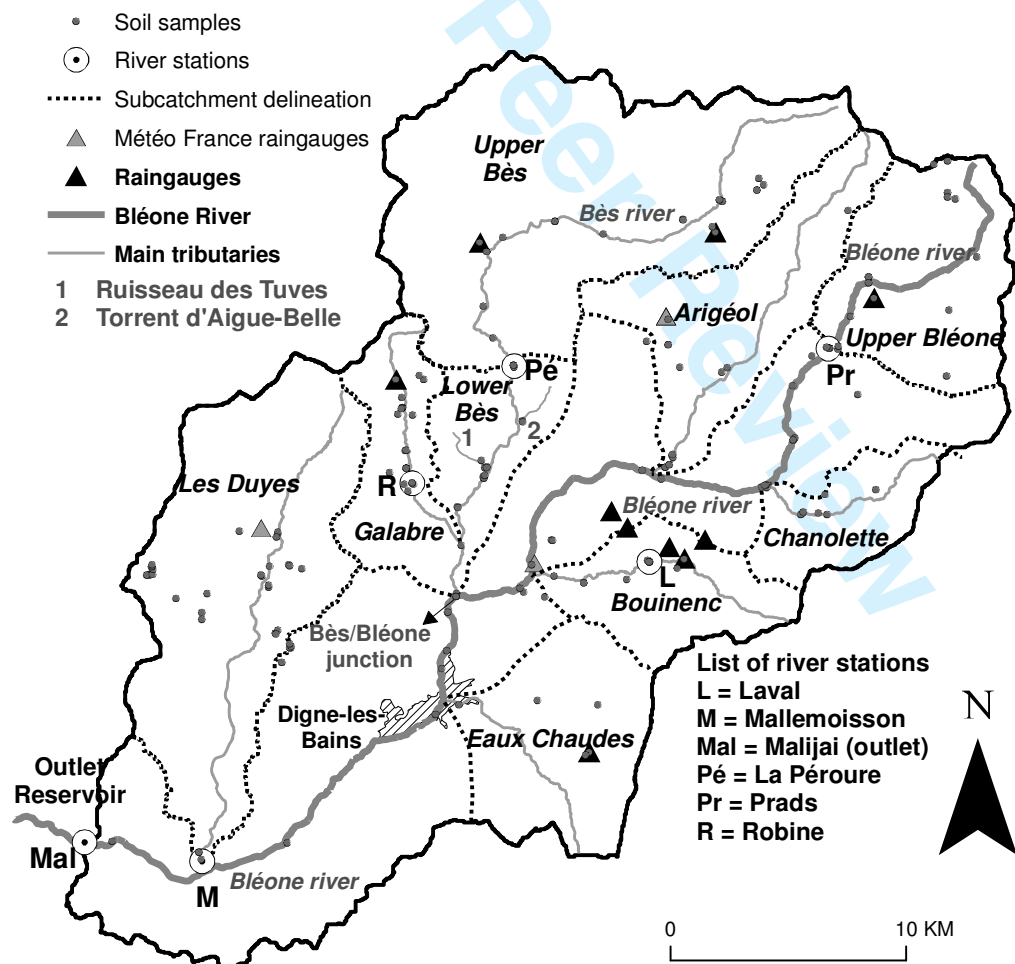 Soil samples
River stations
Subcatchment delineation
Météo France raingauges
Raingauges
Bléone River
Main tributaries
1 Ruisseau des Tuves
2 Torrent d'Aigue-Belle
Peer Review
Upper
Bès
Bès river
Bléone river
Arigéol
Upper Bléone
Pr
Pé
Lower
Bès
1
2
Les Duyes
R
Galabre
Bléone river
Chanolette
L
Bouinenc
Bès/Bléone
junction
Digne-les-
Bains
Eaux Chaudes
Outlet
Reservoir
Mal
M
Bléone river
List of river stations
L = Laval
M = Mallemoisson
Mal = Malijai (outlet)
Pé = La Péroure
Pr = Prads
R = Robine
N
0 10 KM